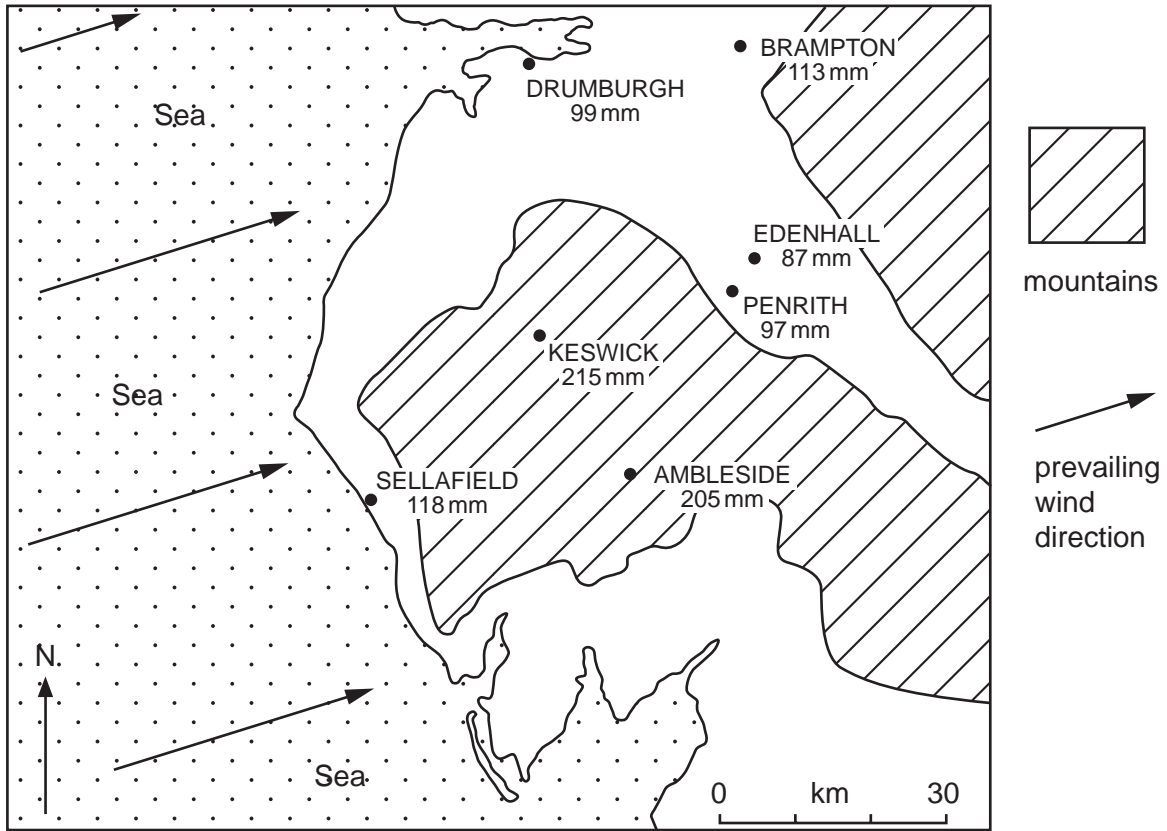 BRAMPTON
113 mm
DRUMBURGH
99 mm
Sea
EDENHALL
87 mm
mountains
PENRITH
97 mm
KESWICK
215 mm
Sea
SELLAFIELD
118 mm
AMBLESIDE
205 mm
prevailing
wind
direction
N
Sea
0 km 30